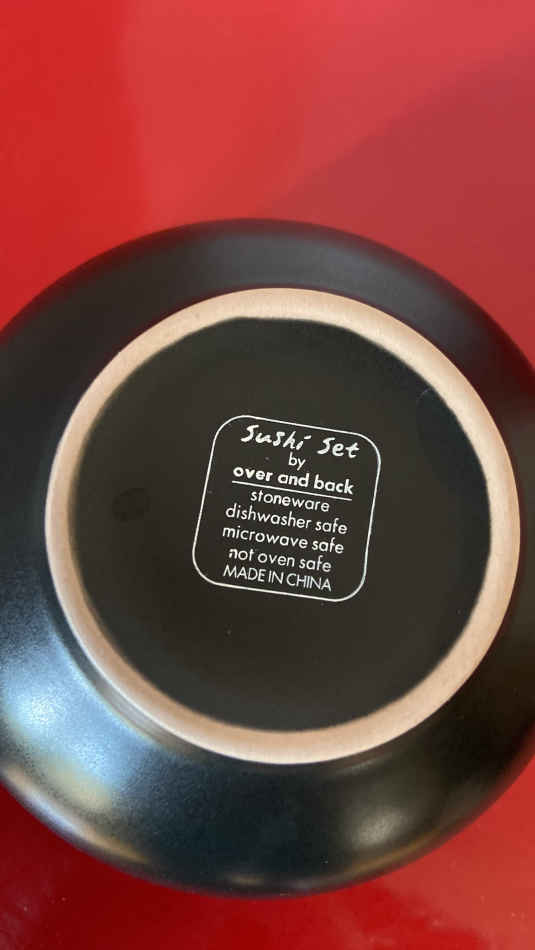 Sushi Set
by
over and back
stoneware
dishwasher safe
microwave safe
not oven safe
MADE IN CHINA